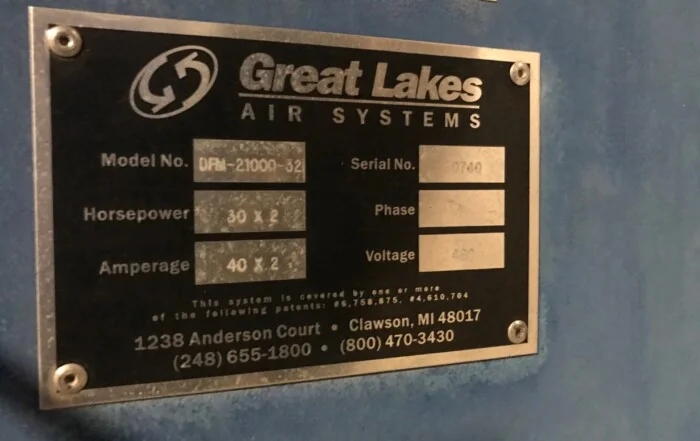 Great Lakes
AIR SYSTEMS
Model No. DFM-21000-32 Serial No. 0740
Horsepower 30 X 2 Phase
Amperage 40 X 2 Voltage
This system is covered by one or more
of the following patents: #6,758,875, #4,610,704
1238 Anderson Court • Clawson, MI 48017
(248) 655-1800 • (800) 470-3430